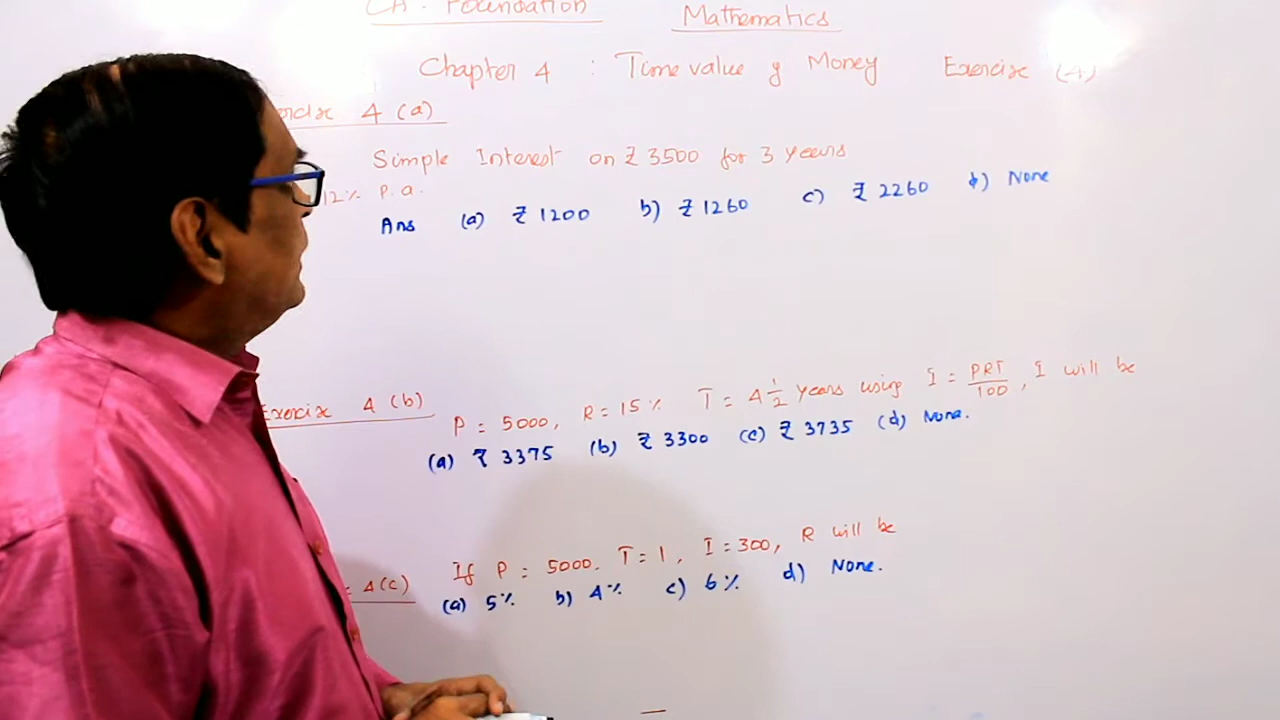 CA. Foundation Mathematics
Chapter 4 : Time value of Money Exercise (A)
ercise 4 (a)
Simple Interest on ₹ 3500 for 3 years
12% P.a.
Ans (a) ₹ 1200 b) ₹ 1260 c) ₹ 2260 d) None
Exercise 4 (b)
P = 5000, R = 15% T = 4 1/2 years using I = PRT/100, I will be
(a) ₹ 3375 (b) ₹ 3300 (c) ₹ 3735 (d) None.
4(c)
If P = 5000. T = 1, I = 300, R will be
(a) 5% b) 4% c) 6% d) None.